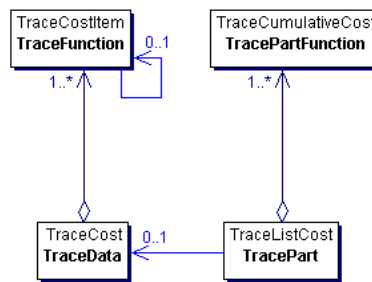 TraceCostItem
TraceFunction
0..1
TraceCumulativeCost
TracePartFunction
1..*
1..*
TraceCost
TraceData
0..1
TraceListCost
TracePart